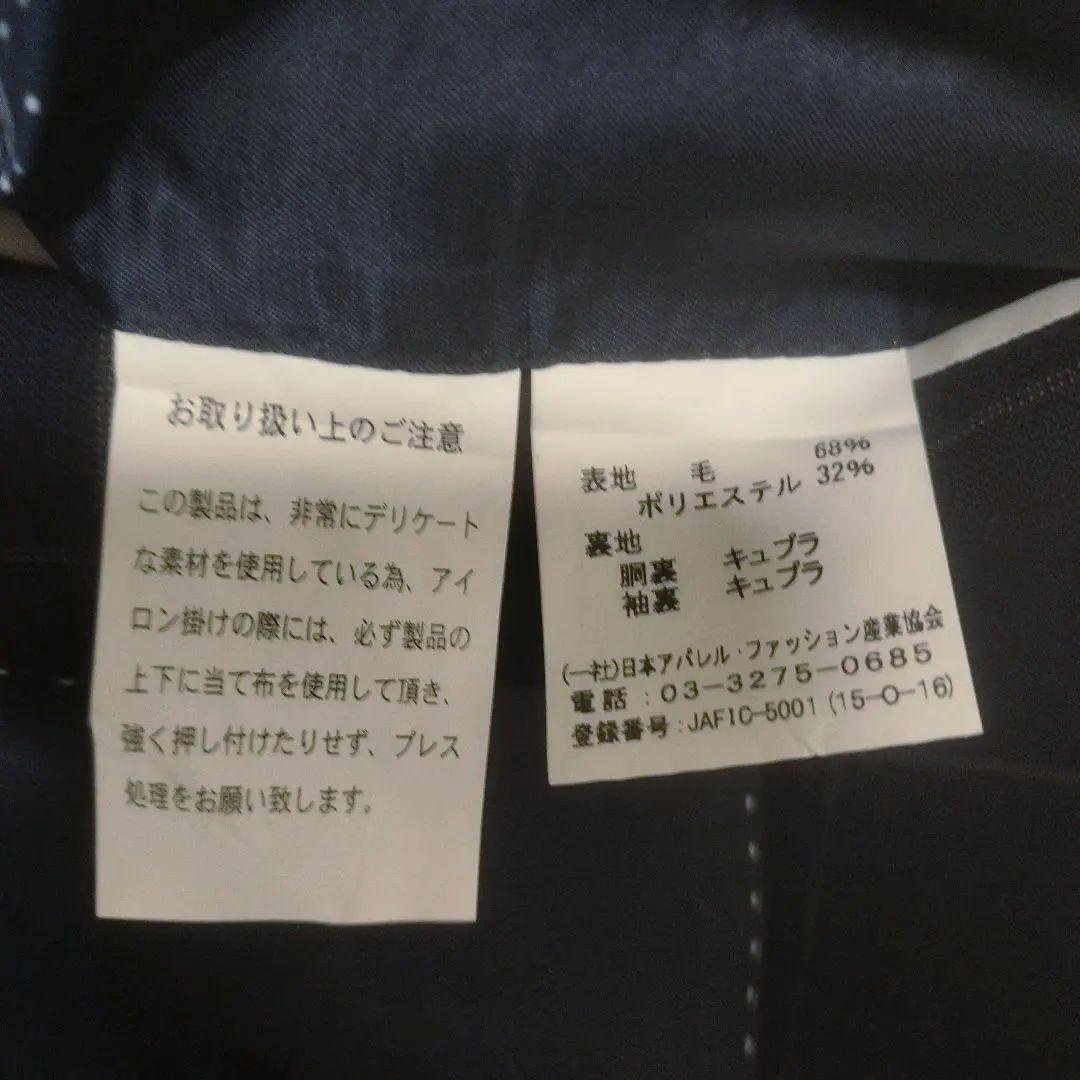 お取り扱い上のご注意
この製品は、非常にデリケート
な素材を使用している為、アイ
ロン掛けの際には、必ず製品の
上下に当て布を使用して頂き、
強く押し付けたりせず、プレス
処理をお願い致します。
表地 毛 68%
ポリエステル 32%
裏地
胴裏 キュプラ
袖裏 キュプラ
(一社)日本アパレル・ファッション産業協会
電話:03-3275-0685
登録番号:JAFIC-5001 (15-0-16)